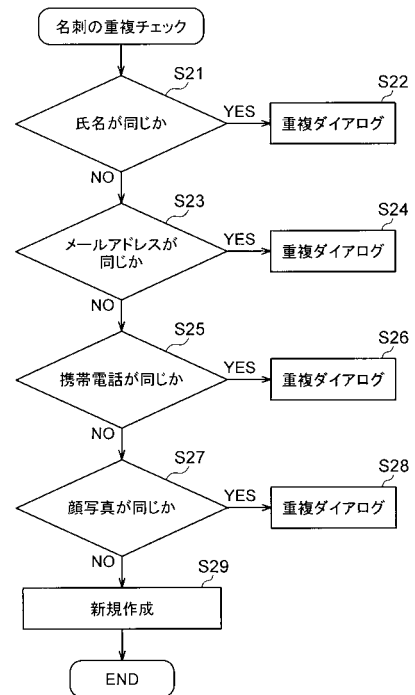 名刺の重複チェック
S21
氏名が同じか
YES
S22
重複ダイアログ
NO
S23
メールアドレスが
同じか
YES
S24
重複ダイアログ
NO
S25
携帯電話が同じか
YES
S26
重複ダイアログ
NO
S27
顔写真が同じか
YES
S28
重複ダイアログ
NO
S29
新規作成
END